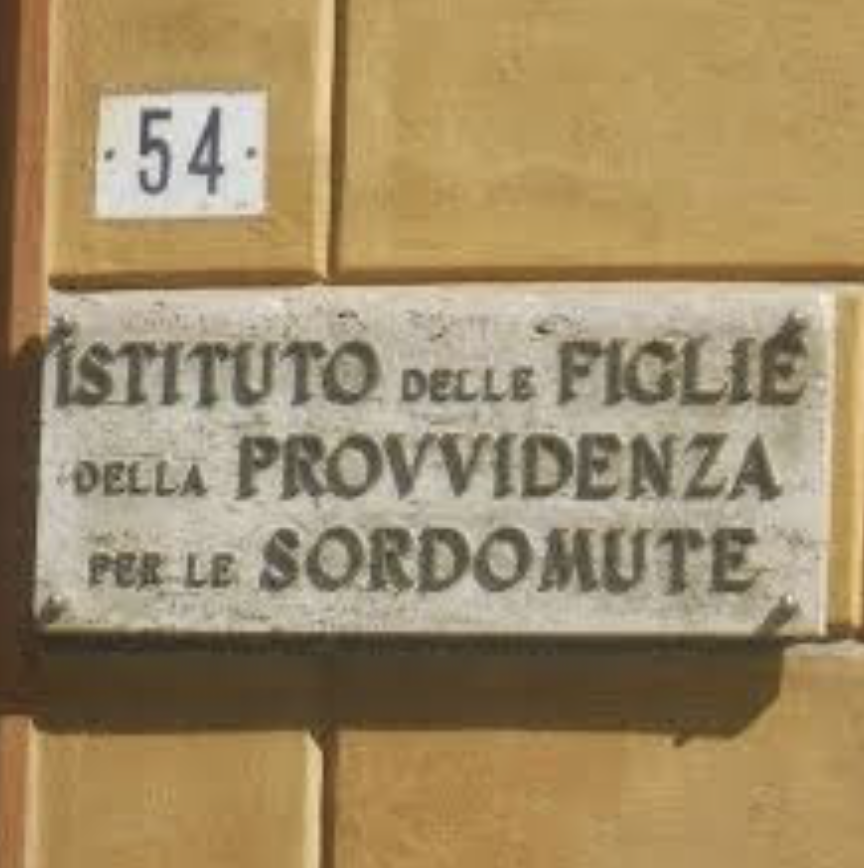 ·54·
ISTITUTO DELLE FIGLIE
DELLA PROVVIDENZA
PER LE SORDOMUTE